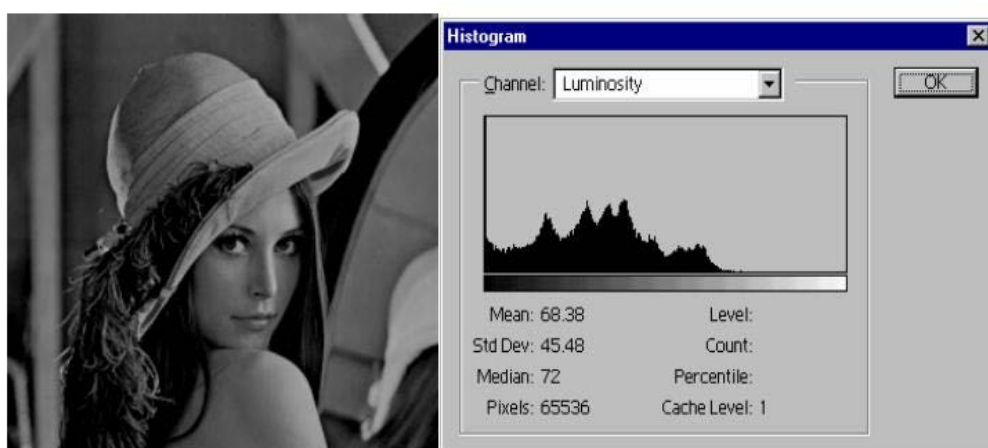 Histogram
Channel: Luminosity
OK
Mean: 68.38 Level:
Std Dev: 45.48 Count:
Median: 72 Percentile:
Pixels: 65536 Cache Level: 1